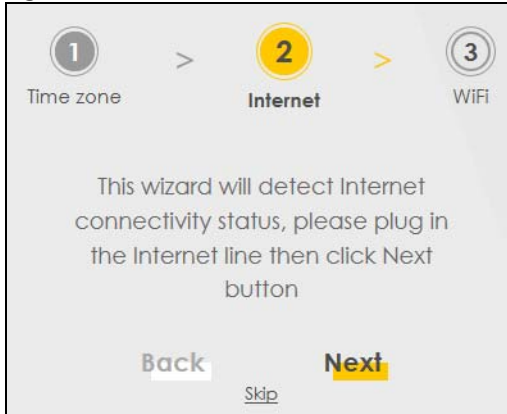 1 > 2 > 3
Time zone Internet WiFi
This wizard will detect Internet
connectivity status, please plug in
the Internet line then click Next
button
Back Next
Skip